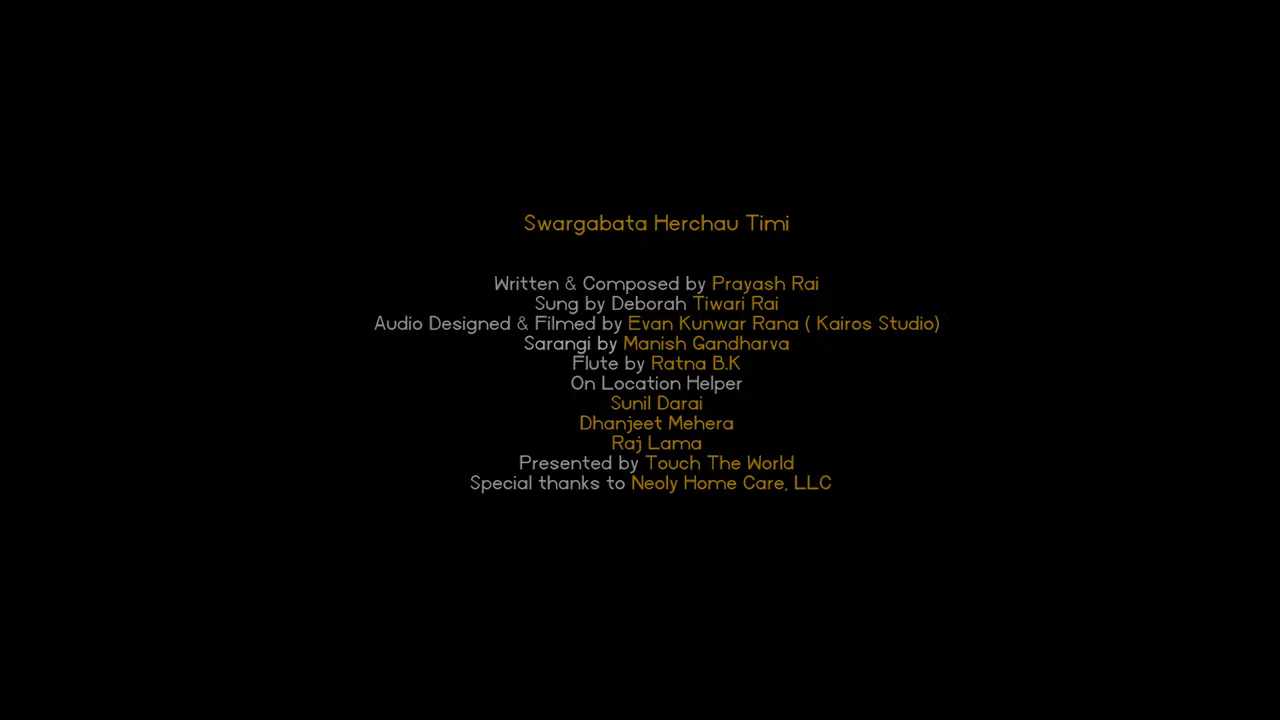 Swargabata Herchau Timi
Written & Composed by Prayash Rai
Sung by Deborah Tiwari Rai
Audio Designed & Filmed by Evan Kunwar Rana ( Kairos Studio)
Sarangi by Manish Gandharva
Flute by Ratna B.K
On Location Helper
Sunil Darai
Dhanjeet Mehera
Raj Lama
Presented by Touch The World
Special thanks to Neoly Home Care, LLC